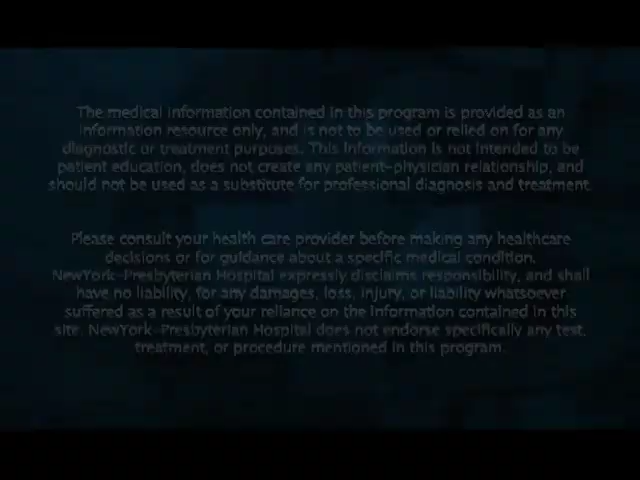 The medical information contained in this program is provided as an
information resource only, and is not to be used or relied on for any
diagnostic or treatment purposes. This information is not intended to be
patient education, does not create any patient-physician relationship, and
should not be used as a substitute for professional diagnosis and treatment.
Please consult your health care provider before making any healthcare
decisions or for guidance about a specific medical condition.
NewYork-Presbyterian Hospital expressly disclaims responsibility, and shall
have no liability, for any damages, loss, injury, or liability whatsoever
suffered as a result of your reliance on the information contained in this
site. NewYork-Presbyterian Hospital does not endorse specifically any test,
treatment, or procedure mentioned in this program.